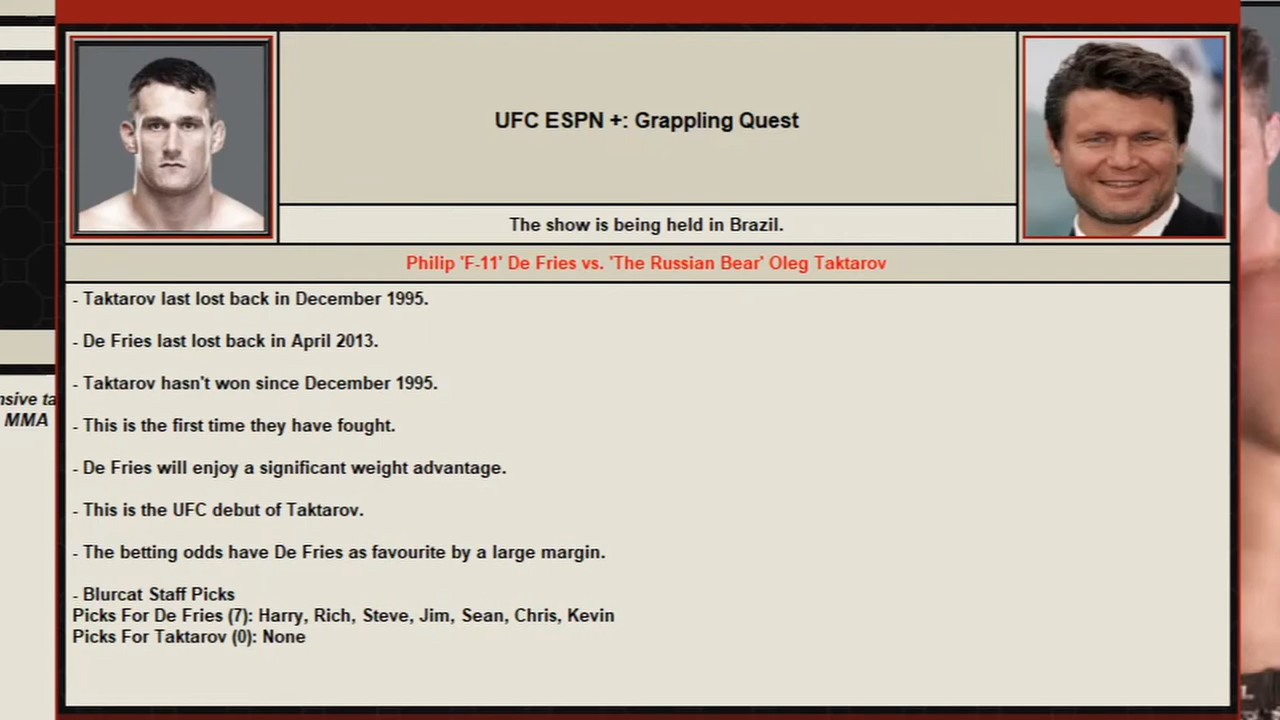 UFC ESPN +: Grappling Quest
The show is being held in Brazil.
Philip 'F-11' De Fries vs. 'The Russian Bear' Oleg Taktarov
- Taktarov last lost back in December 1995.
- De Fries last lost back in April 2013.
- Taktarov hasn't won since December 1995.
- This is the first time they have fought.
- De Fries will enjoy a significant weight advantage.
- This is the UFC debut of Taktarov.
- The betting odds have De Fries as favourite by a large margin.
- Blurcat Staff Picks
Picks For De Fries (7): Harry, Rich, Steve, Jim, Sean, Chris, Kevin
Picks For Taktarov (0): None
MMA